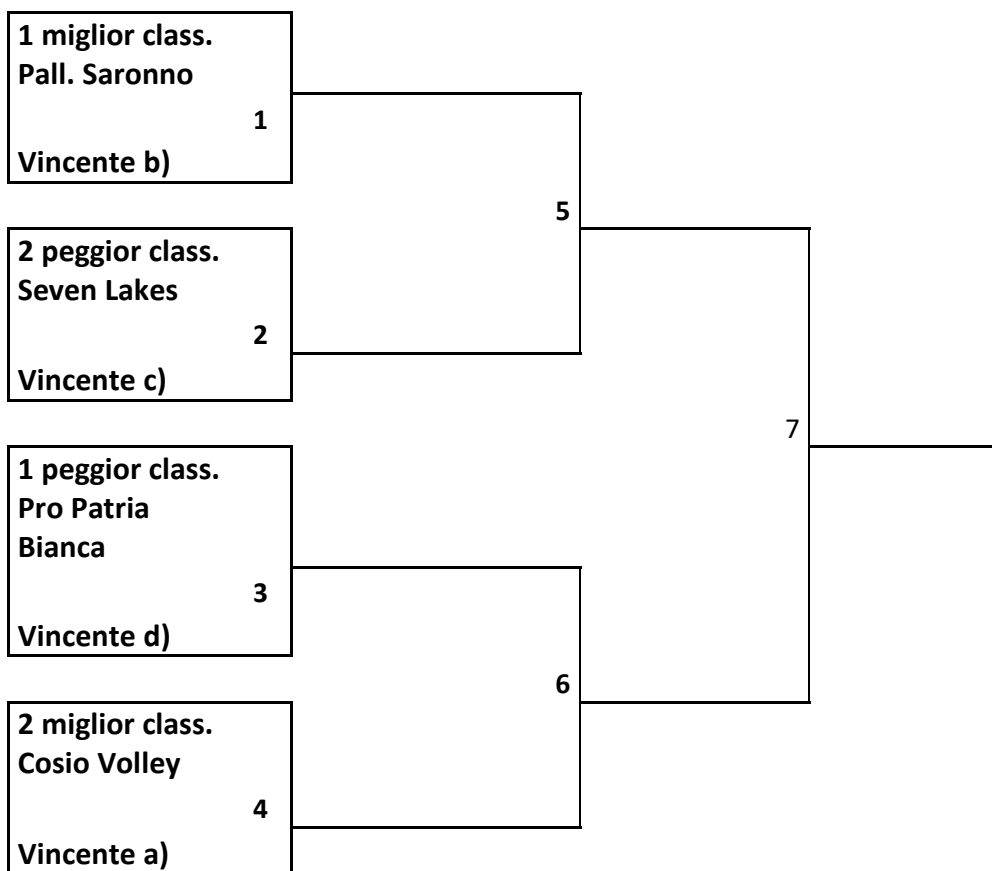 1 miglior class.
Pall. Saronno
1
Vincente b)
5
2 peggior class.
Seven Lakes
2
Vincente c)
7
1 peggior class.
Pro Patria
Bianca
3
Vincente d)
6
2 miglior class.
Cosio Volley
4
Vincente a)